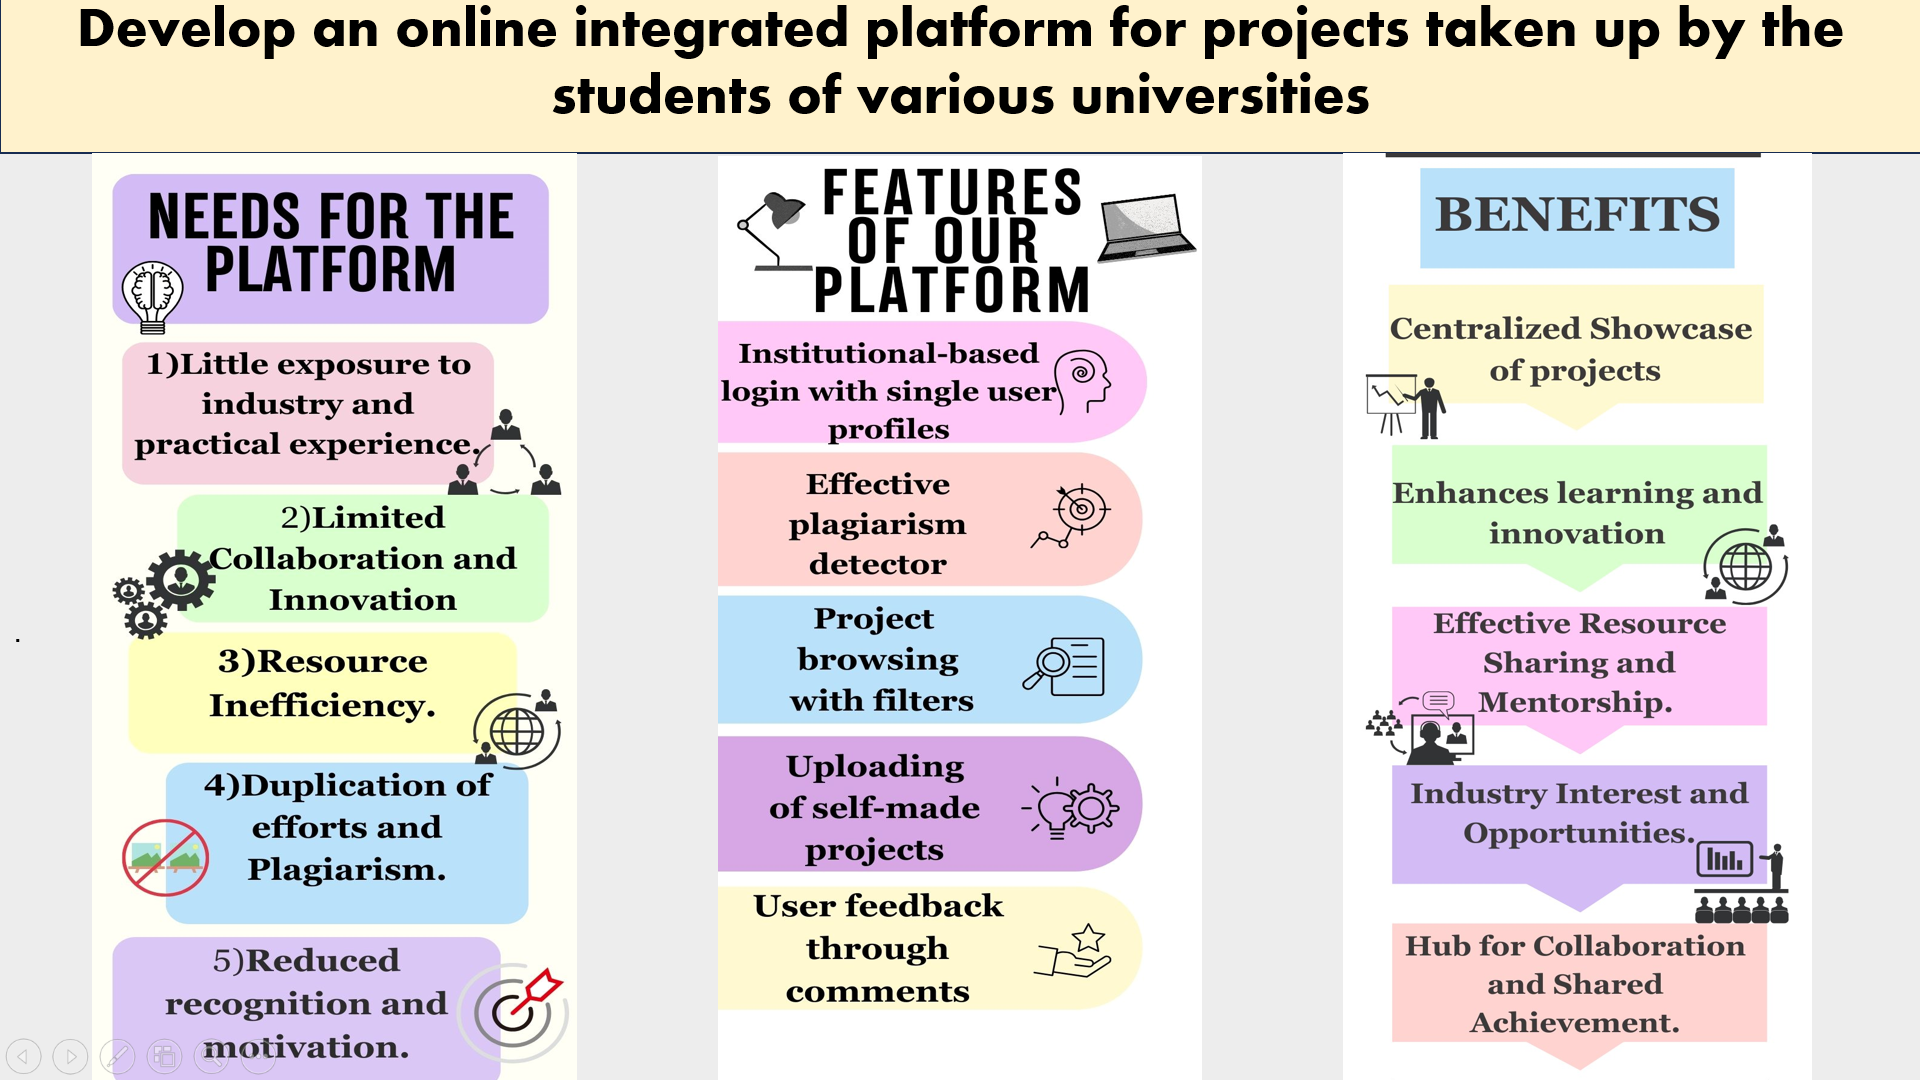 Develop an online integrated platform for projects taken up by the
students of various universities
NEEDS FOR THE
PLATFORM
1)Little exposure to
industry and
practical experience.
2)Limited
Collaboration and
Innovation
3)Resource
Inefficiency.
4)Duplication of
efforts and
Plagiarism.
5)Reduced
recognition and
motivation.
FEATURES
OF OUR
PLATFORM
Institutional-based
login with single user
profiles
Effective
plagiarism
detector
Project
browsing
with filters
Uploading
of self-made
projects
User feedback
through
comments
BENEFITS
Centralized Showcase
of projects
Enhances learning and
innovation
Effective Resource
Sharing and
Mentorship.
Industry Interest and
Opportunities.
Hub for Collaboration
and Shared
Achievement.
.